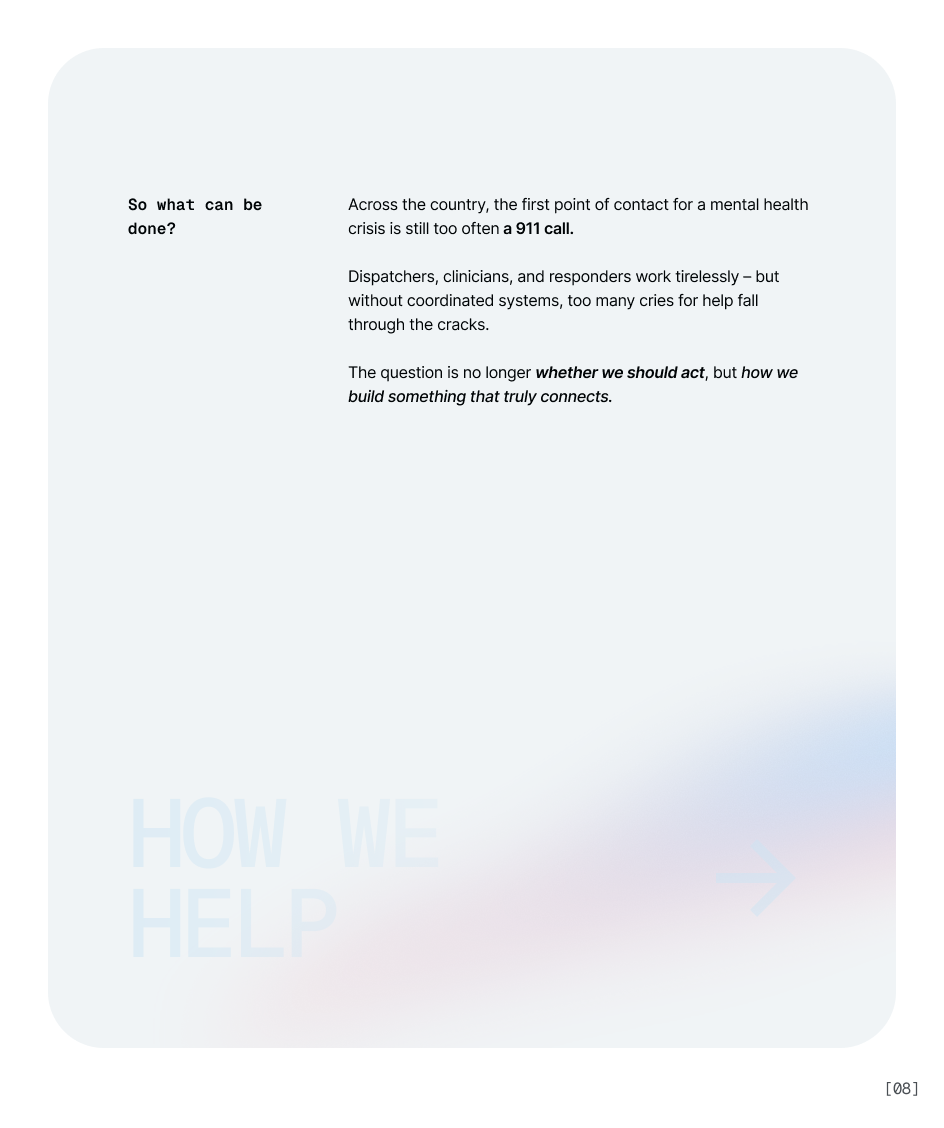 So what can be
done?
Across the country, the first point of contact for a mental health
crisis is still too often a 911 call.
Dispatchers, clinicians, and responders work tirelessly – but
without coordinated systems, too many cries for help fall
through the cracks.
The question is no longer whether we should act, but how we
build something that truly connects.
HOW WE
HELP
[08]